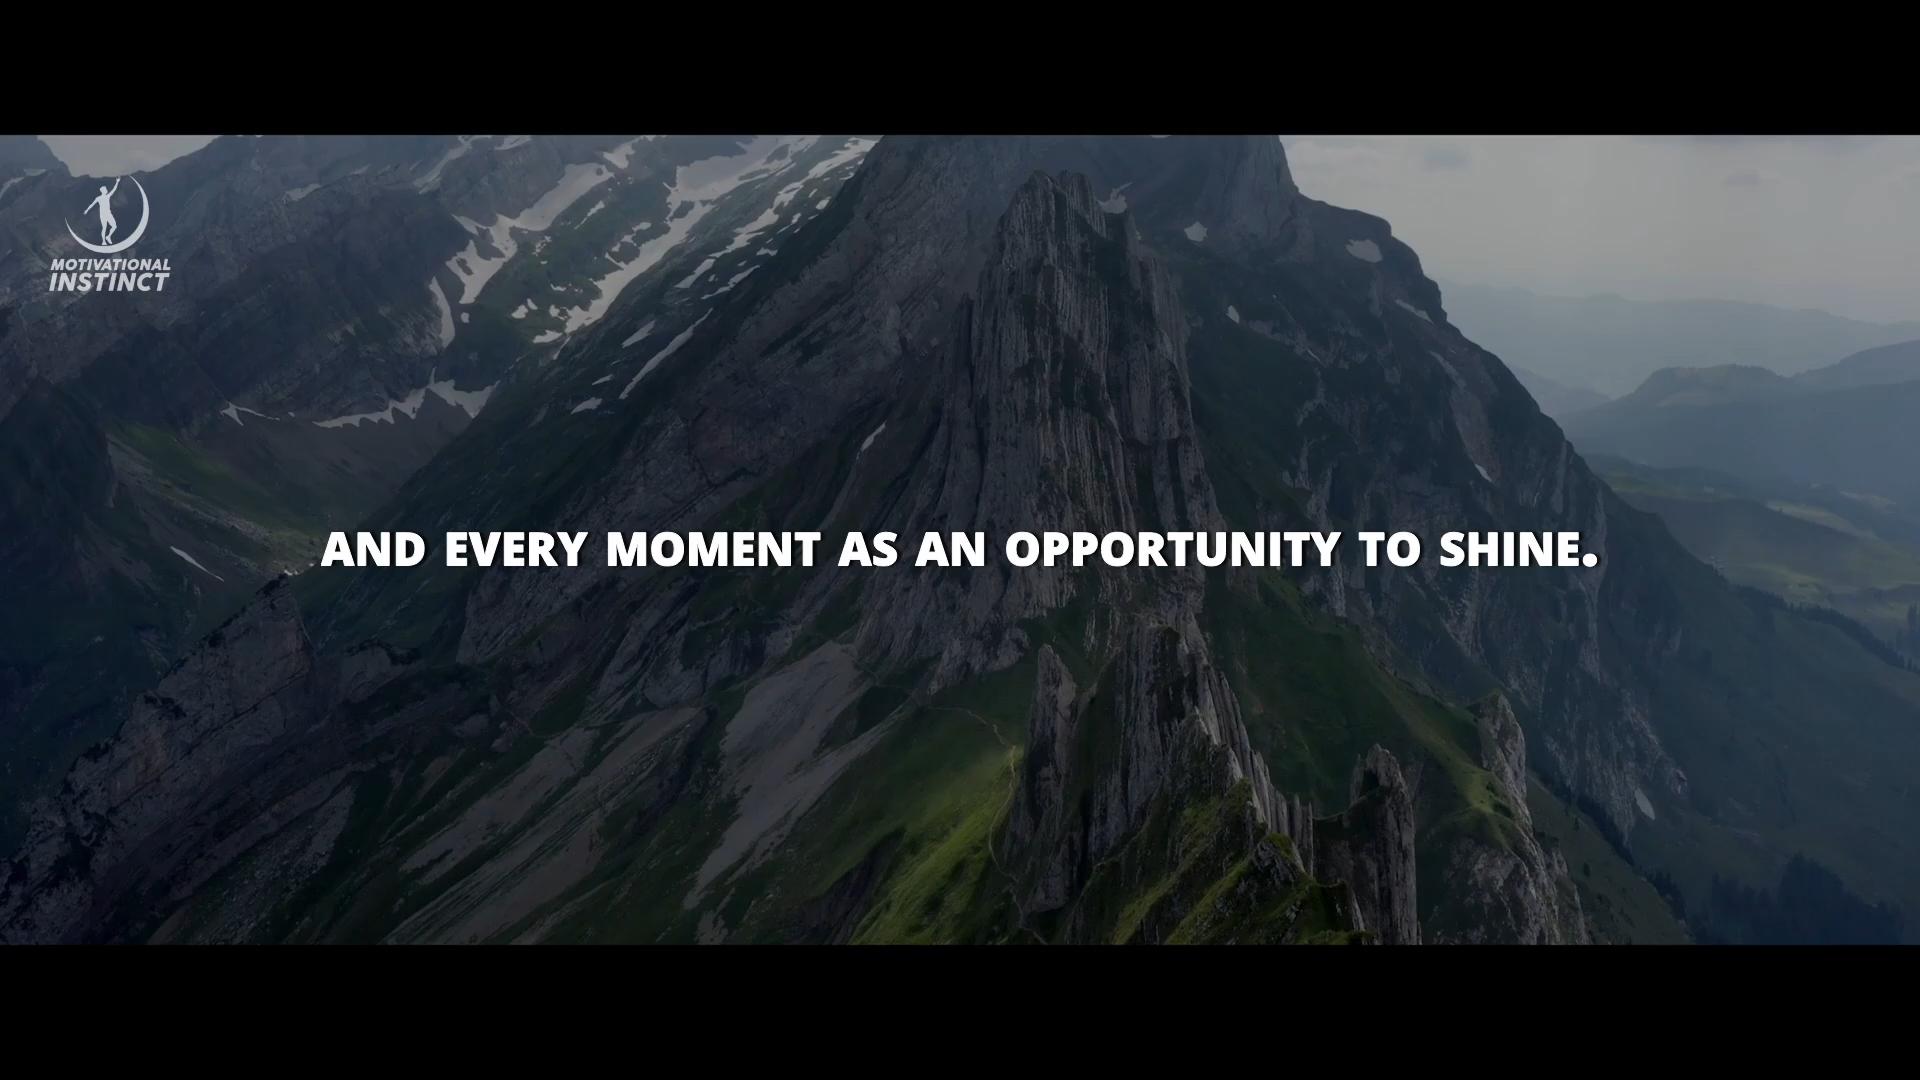 MOTIVATIONAL
INSTINCT
AND EVERY MOMENT AS AN OPPORTUNITY TO SHINE.